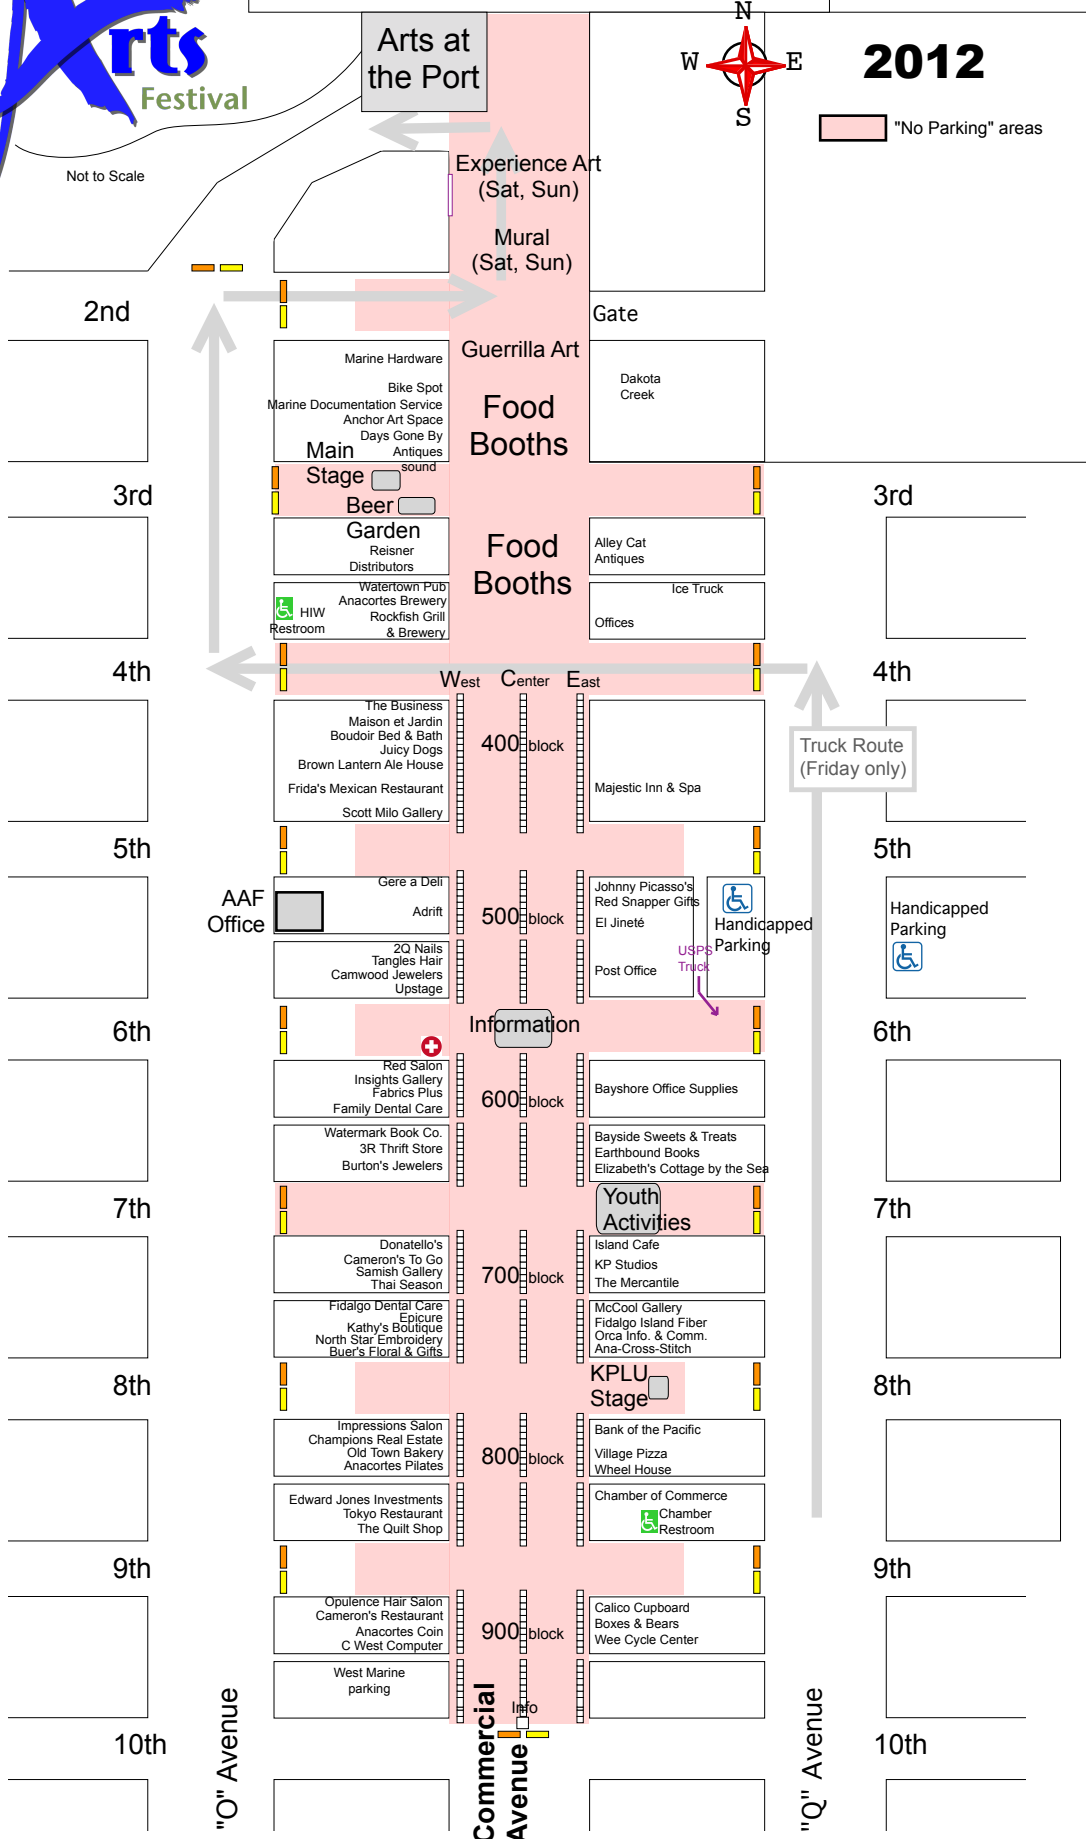 Arts
Festival
Arts at
the Port
N
W E
S
2012
"No Parking" areas
Not to Scale
Experience Art
(Sat, Sun)
Mural
(Sat, Sun)
2nd
Gate
Guerrilla Art
Marine Hardware
Bike Spot
Marine Documentation Service
Anchor Art Space
Days Gone By
Antiques
Food
Booths
Dakota
Creek
Main
Stage
sound
3rd
3rd
Beer
Garden
Reisner
Distributors
Food
Booths
Alley Cat
Antiques
Watertown Pub
Anacortes Brewery
Rockfish Grill
& Brewery
HIW
Restroom
Ice Truck
Offices
4th
4th
West Center East
The Business
Maison et Jardin
Boudoir Bed & Bath
Juicy Dogs
Brown Lantern Ale House
Frida's Mexican Restaurant
Scott Milo Gallery
400 block
Majestic Inn & Spa
Truck Route
(Friday only)
5th
5th
AAF
Office
Gere a Deli
Adrift
500 block
Johnny Picasso's
Red Snapper Gifts
El Jineté
Post Office
USPS
Truck
Handicapped
Parking
Handicapped
Parking
2Q Nails
Tangles Hair
Camwood Jewelers
Upstage
6th
Information
6th
Red Salon
Insights Gallery
Fabrics Plus
Family Dental Care
600 block
Bayshore Office Supplies
Watermark Book Co.
3R Thrift Store
Burton's Jewelers
Bayside Sweets & Treats
Earthbound Books
Elizabeth's Cottage by the Sea
7th
Youth
Activities
7th
Donatello's
Cameron's To Go
Samish Gallery
Thai Season
700 block
Island Cafe
KP Studios
The Mercantile
Fidalgo Dental Care
Epicure
Kathy's Boutique
North Star Embroidery
Buer's Floral & Gifts
McCool Gallery
Fidalgo Island Fiber
Orca Info. & Comm.
Ana-Cross-Stitch
8th
KPLU
Stage
8th
Impressions Salon
Champions Real Estate
Old Town Bakery
Anacortes Pilates
800 block
Bank of the Pacific
Village Pizza
Wheel House
Edward Jones Investments
Tokyo Restaurant
The Quilt Shop
Chamber of Commerce
Chamber
Restroom
9th
9th
Opulence Hair Salon
Cameron's Restaurant
Anacortes Coin
C West Computer
900 block
Calico Cupboard
Boxes & Bears
Wee Cycle Center
West Marine
parking
Info
10th
10th
"O" Avenue
Commercial
Avenue
"Q" Avenue